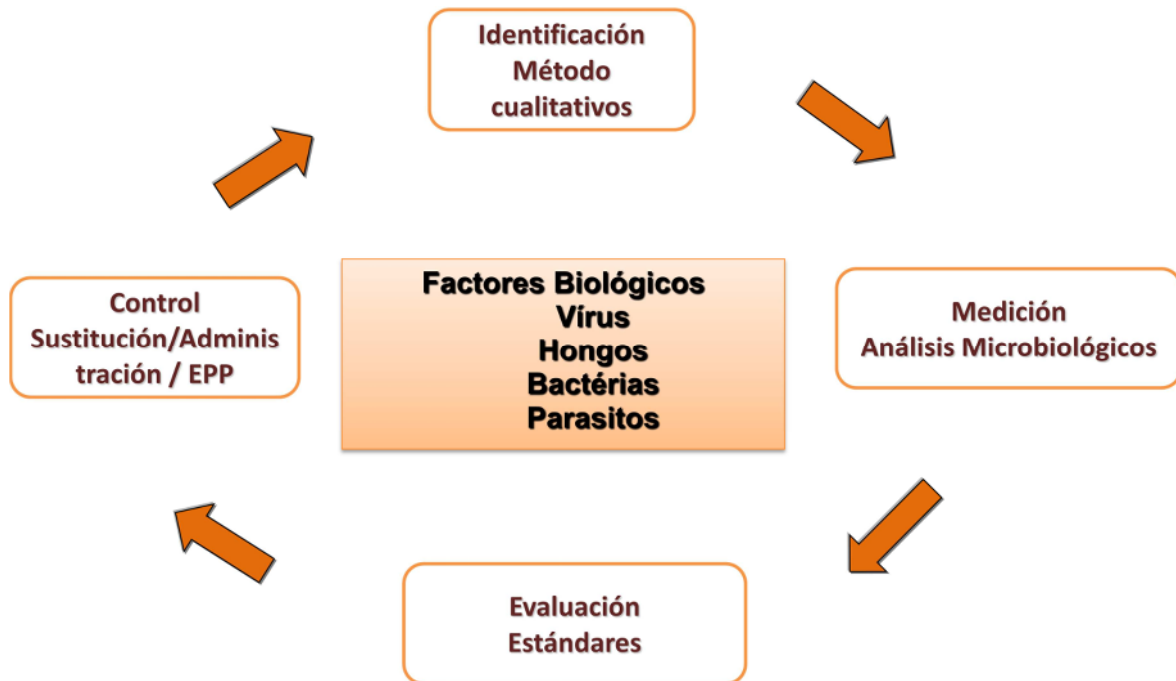 Identificación
Método
cualitativos
Control
Sustitución/Adminis
tración / EPP
Factores Biológicos
Vírus
Hongos
Bactérias
Parasitos
Medición
Análisis Microbiológicos
Evaluación
Estándares